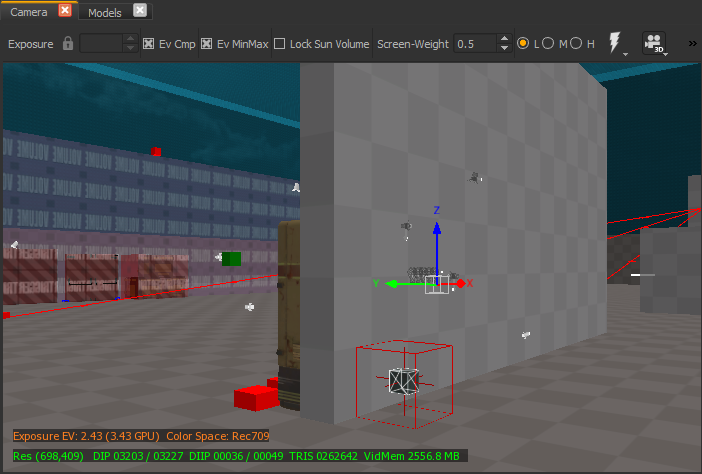 Camera Models
Exposure Ev Cmp Ev MinMax Lock Sun Volume Screen-Weight 0.5 L M H 3D »
Z
Y X
Exposure EV: 2.43 (3.43 GPU) Color Space: Rec709
Res (698,409) DIP 03203 / 03227 DIIP 00036 / 00049 TRIS 0262642 VidMem 2556.8 MB